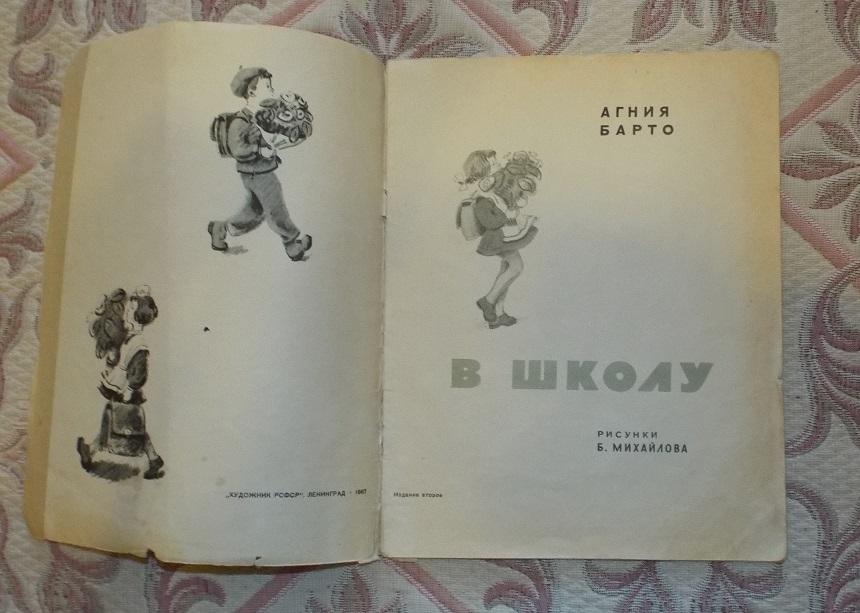 „ХУДОЖНИК РСФСР“, ЛЕНИНГРАД · 1967
АГНИЯ
БАРТО
В ШКОЛУ
РИСУНКИ
Б. МИХАЙЛОВА
Издание второе